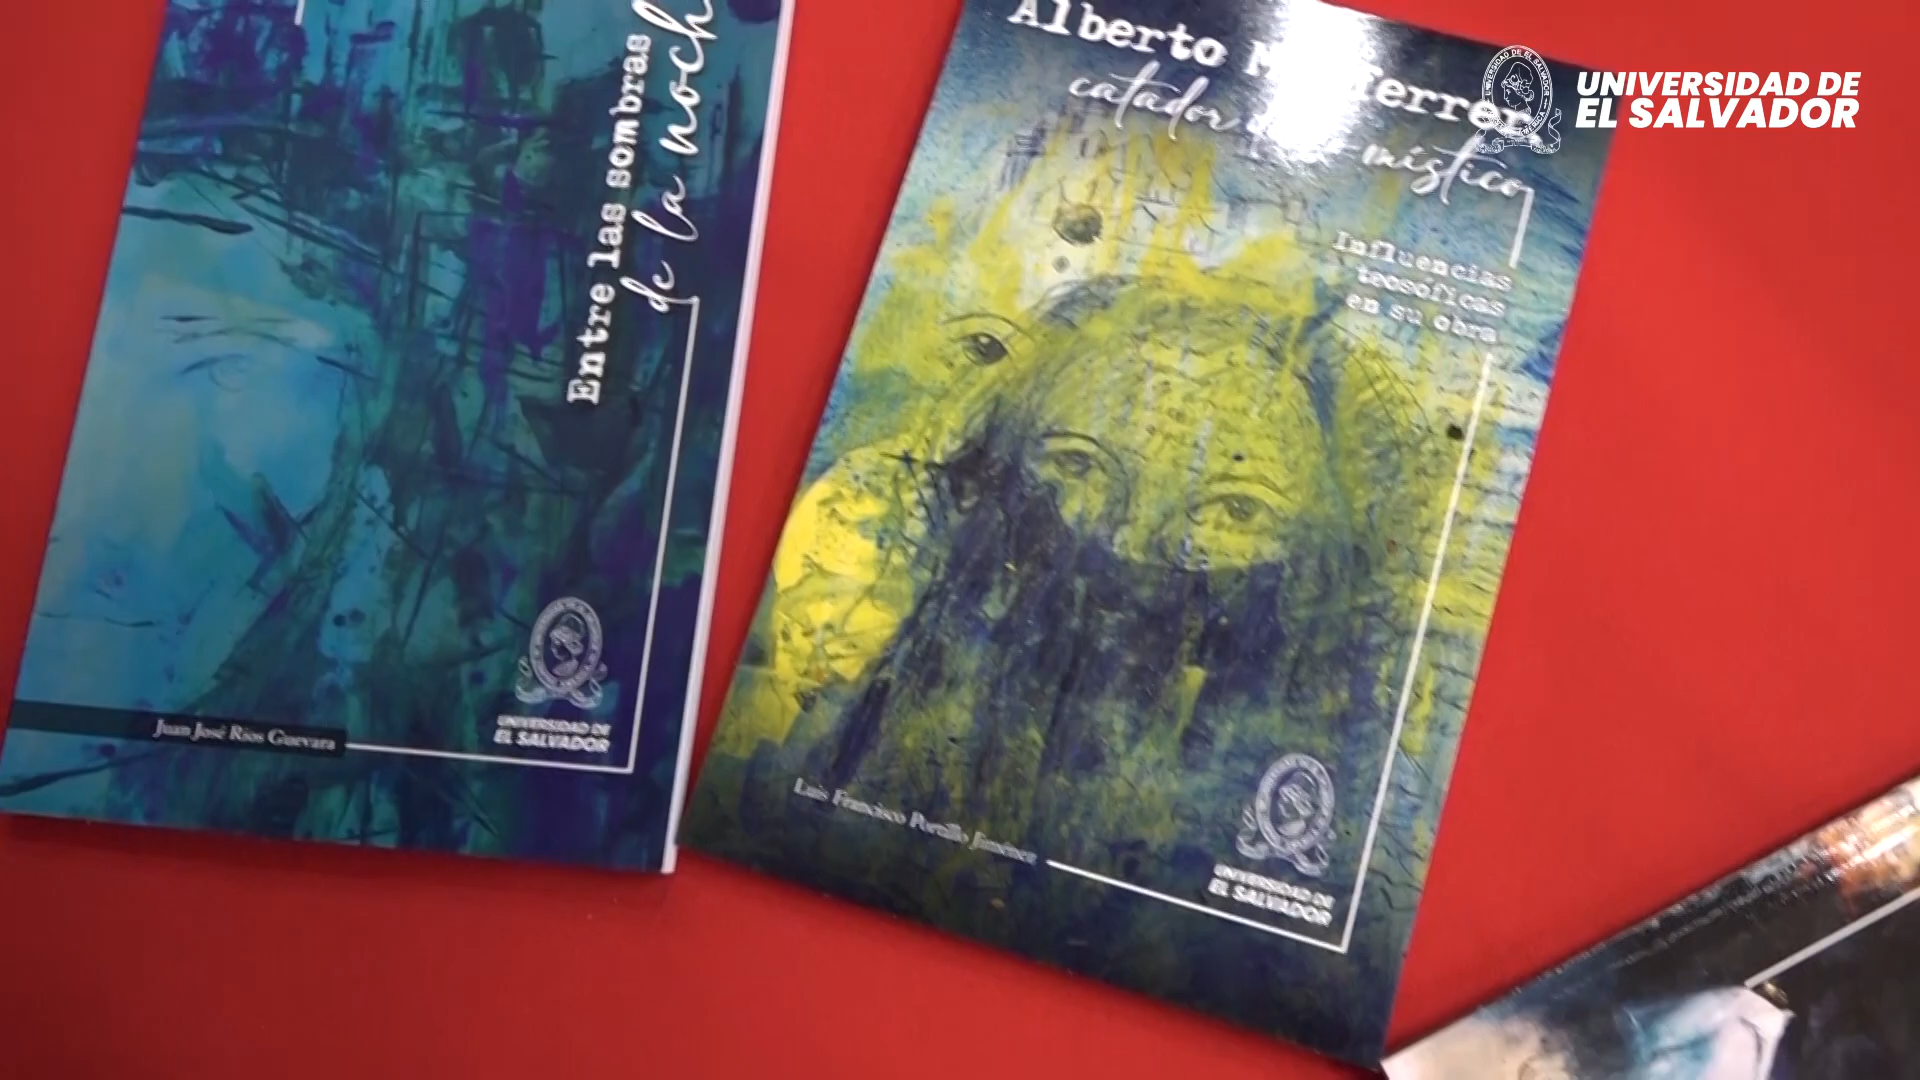 Entre las sombras
de la noch
Juan José Ríos Guevara
UNIVERSIDAD DE
EL SALVADOR
Alberto M ferrer,
catador místico
Influencias
teosóficas
en su obra
Luis Francisco Portillo Jiménez
UNIVERSIDAD DE
EL SALVADOR
UNIVERSIDAD DE
EL SALVADOR